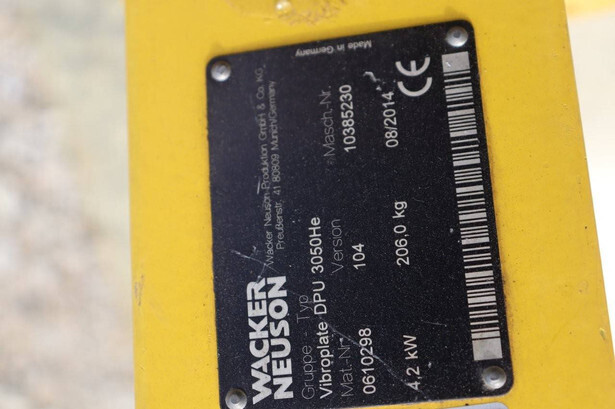 WACKER
NEUSON
Wacker Neuson Produktion GmbH & Co. KG
Preußenstr. 41 80809 Munich/Germany
Gruppe - Typ
Vibroplate DPU 3050He
Mat.-Nr. Version Masch.-Nr.
0610298 104 10385230
4,2 kW 206,0 kg 08/2014
CE
Made in Germany